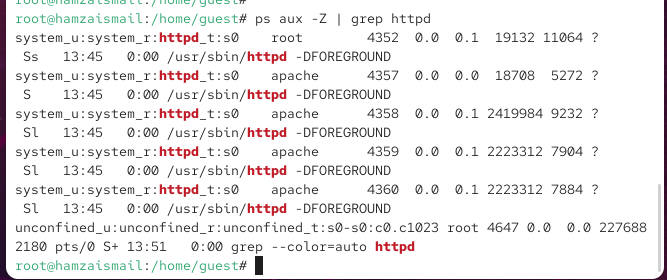 root@hamzaismail:/home/guest#
root@hamzaismail:/home/guest# ps aux -Z | grep httpd
system_u:system_r:httpd_t:s0    root        4352  0.0  0.1  19132 11064 ?
 Ss   13:45   0:00 /usr/sbin/httpd -DFOREGROUND
system_u:system_r:httpd_t:s0    apache      4357  0.0  0.0  18708  5272 ?
 S    13:45   0:00 /usr/sbin/httpd -DFOREGROUND
system_u:system_r:httpd_t:s0    apache      4358  0.0  0.1 2419984 9232 ?
 Sl   13:45   0:00 /usr/sbin/httpd -DFOREGROUND
system_u:system_r:httpd_t:s0    apache      4359  0.0  0.1 2223312 7904 ?
 Sl   13:45   0:00 /usr/sbin/httpd -DFOREGROUND
system_u:system_r:httpd_t:s0    apache      4360  0.0  0.1 2223312 7884 ?
 Sl   13:45   0:00 /usr/sbin/httpd -DFOREGROUND
unconfined_u:unconfined_r:unconfined_t:s0-s0:c0.c1023 root 4647 0.0  0.0 227688
2180 pts/0 S+ 13:51   0:00 grep --color=auto httpd
root@hamzaismail:/home/guest#